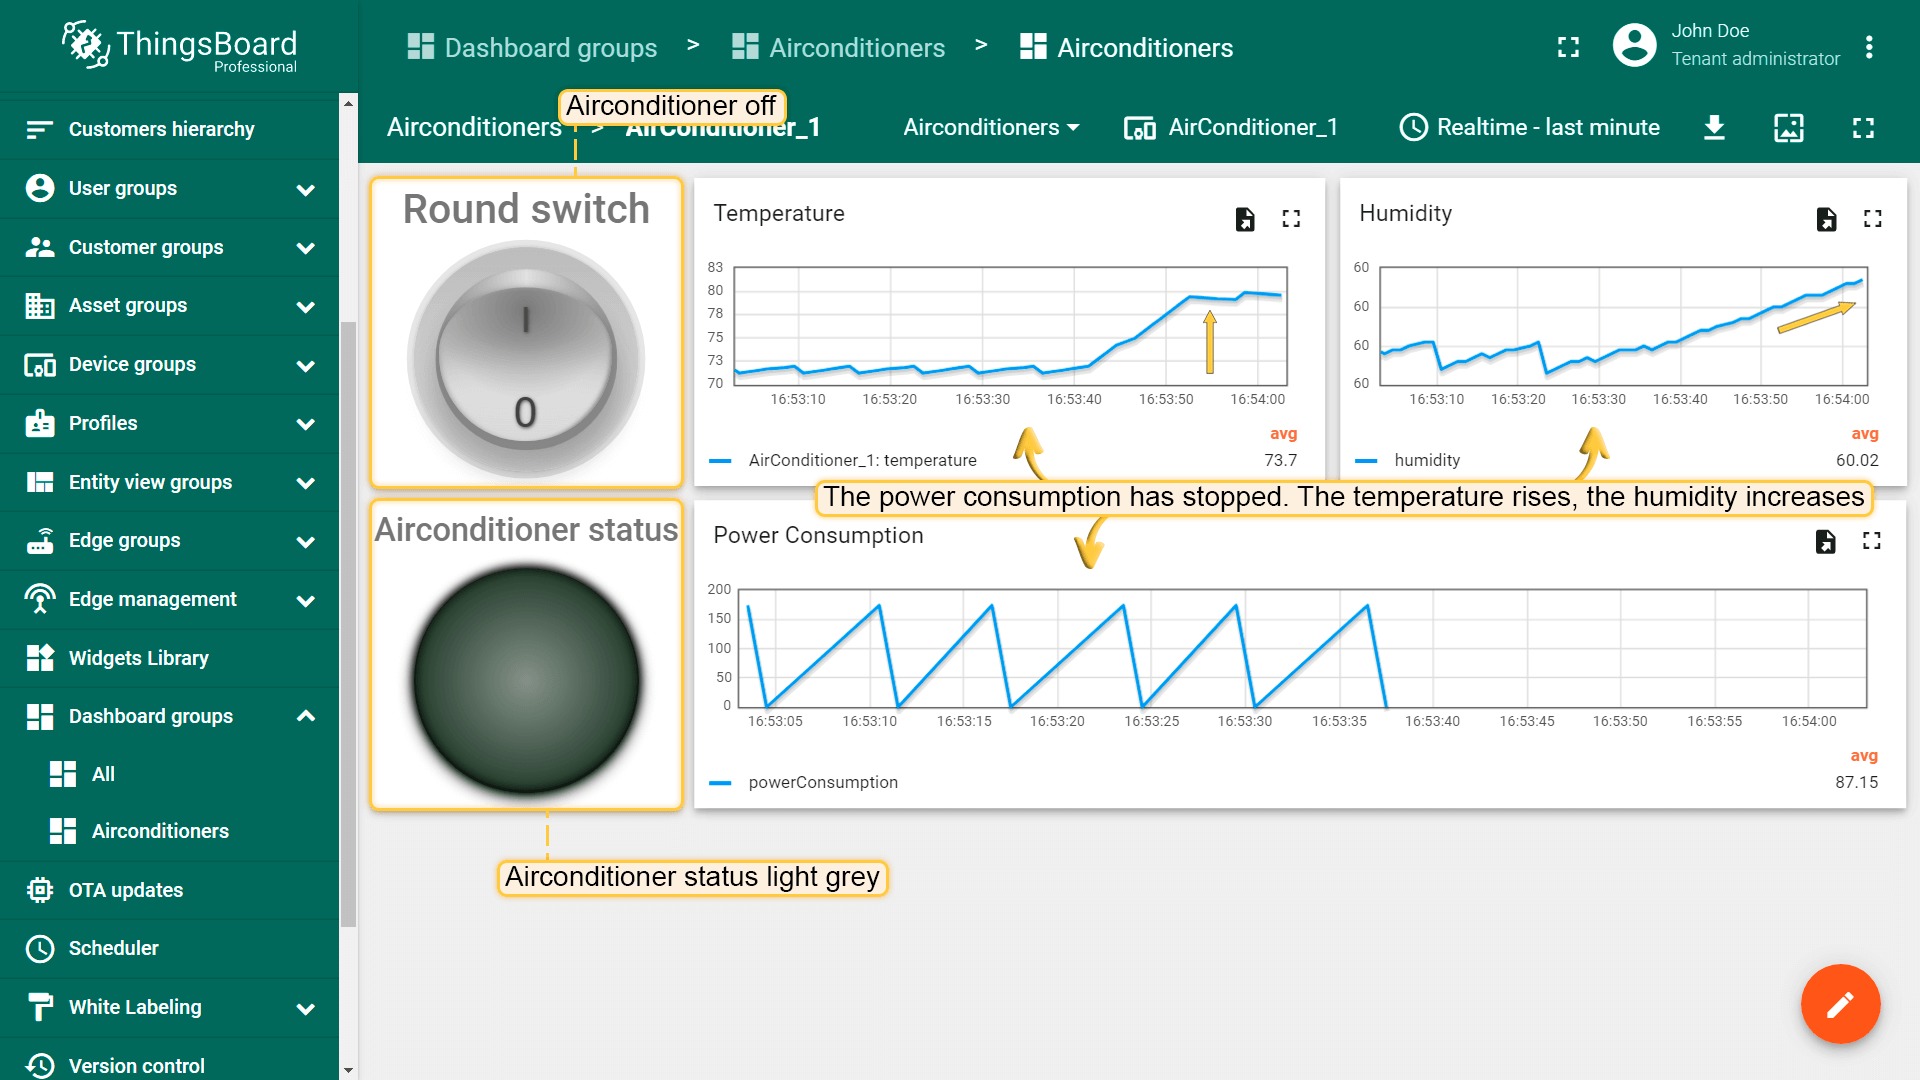 ThingsBoard
Professional
Dashboard groups > Airconditioners > Airconditioners
John Doe
Tenant administrator
Airconditioner off
Airconditioners > AirConditioner_1
Airconditioners
AirConditioner_1
Realtime - last minute
Customers hierarchy
User groups
Customer groups
Asset groups
Device groups
Profiles
Entity view groups
Edge groups
Edge management
Widgets Library
Dashboard groups
All
Airconditioners
OTA updates
Scheduler
White Labeling
Version control
Round switch
I
0
Temperature
83
80
78
75
73
70
16:53:10 16:53:20 16:53:30 16:53:40 16:53:50 16:54:00
avg
AirConditioner_1: temperature 73.7
Humidity
60
60
60
60
16:53:10 16:53:20 16:53:30 16:53:40 16:53:50 16:54:00
avg
humidity 60.02
The power consumption has stopped. The temperature rises, the humidity increases
Airconditioner status
Power Consumption
200
150
100
50
0
16:53:05 16:53:10 16:53:15 16:53:20 16:53:25 16:53:30 16:53:35 16:53:40 16:53:45 16:53:50 16:53:55 16:54:00
avg
powerConsumption 87.15
Airconditioner status light grey